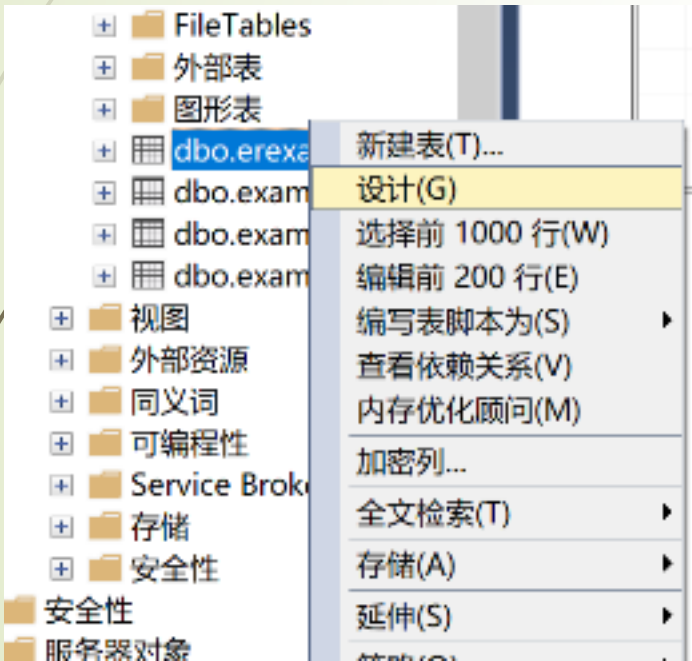 FileTables
外部表
图形表
dbo.erexa
dbo.exam
dbo.exam
dbo.exam
视图
外部资源
同义词
可编程性
Service Brok
存储
安全性
安全性
服务器对象
新建表(T)...
设计(G)
选择前 1000 行(W)
编辑前 200 行(E)
编写表脚本为(S)
查看依赖关系(V)
内存优化顾问(M)
加密列...
全文检索(T)
存储(A)
延伸(S)